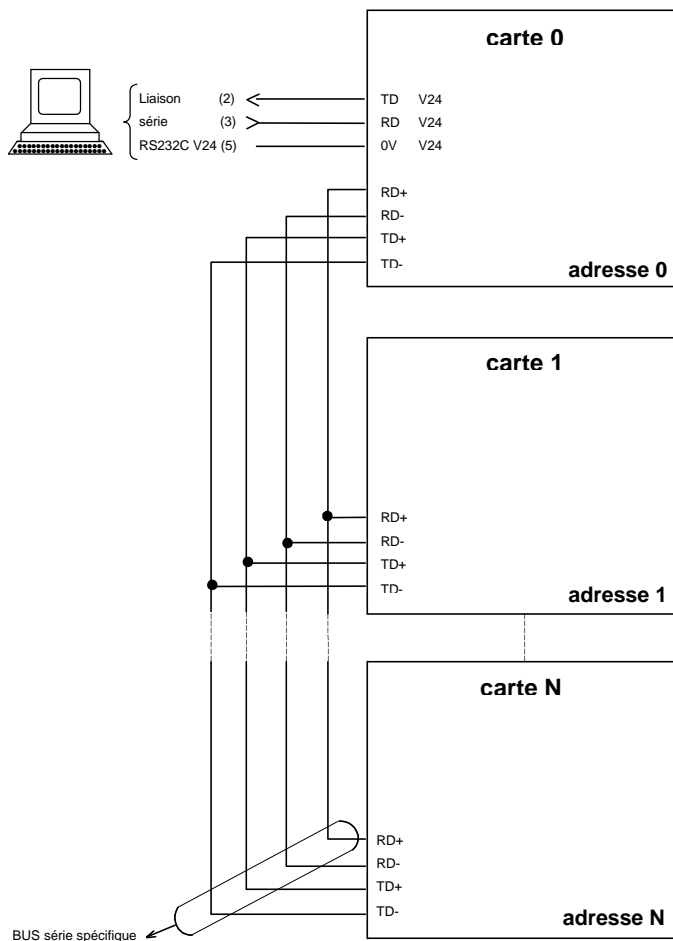 carte 0
Liaison (2) TD V24
série (3) RD V24
RS232C V24 (5) 0V V24
RD+
RD-
TD+
TD-
adresse 0
carte 1
RD+
RD-
TD+
TD-
adresse 1
carte N
RD+
RD-
TD+
TD-
adresse N
BUS série spécifique